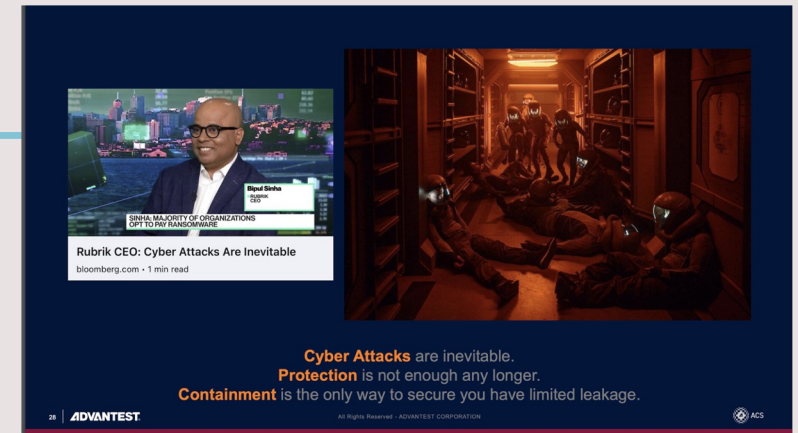 Bipul Sinha
RUBRIK
CEO
SINHA: MAJORITY OF ORGANIZATIONS
OPT TO PAY RANSOMWARE
Rubrik CEO: Cyber Attacks Are Inevitable
bloomberg.com • 1 min read
Cyber Attacks are inevitable.
Protection is not enough any longer.
Containment is the only way to secure you have limited leakage.
28
ADVANTEST.
All Rights Reserved - ADVANTEST CORPORATION
ACS